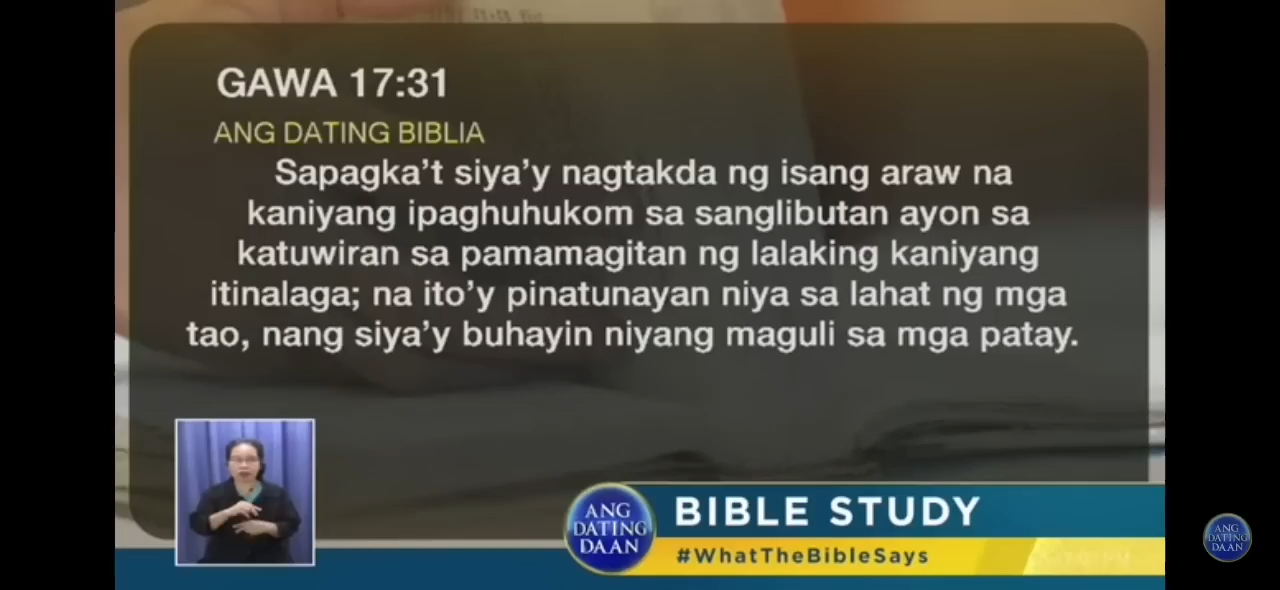 GAWA 17:31
ANG DATING BIBLIA
Sapagka't siya'y nagtakda ng isang araw na
kaniyang ipaghuhukom sa sanglibutan ayon sa
katuwiran sa pamamagitan ng lalaking kaniyang
itinalaga; na ito'y pinatunayan niya sa lahat ng mga
tao, nang siya'y buhayin niyang maguli sa mga patay.
ANG
DATING
DAAN
BIBLE STUDY
#WhatTheBibleSays
ANG
DATING
DAAN